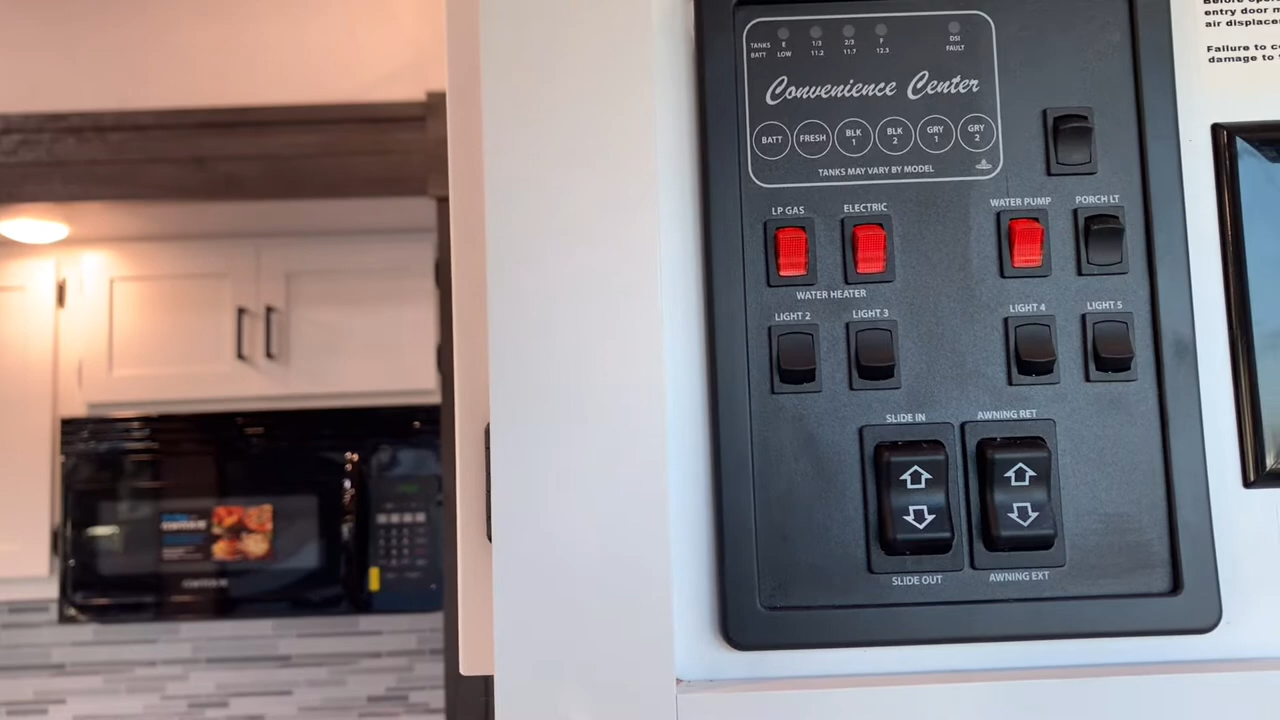 Before
entry door m
air displace
Failure to c
damage to
TANKS E 1/3 2/3 F DSI
BATT LOW 11.2 11.7 12.3 FAULT
Convenience Center
BATT FRESH BLK 1 BLK 2 GRY 1 GRY 2
TANKS MAY VARY BY MODEL
LP GAS ELECTRIC WATER PUMP PORCH LT
WATER HEATER
LIGHT 2 LIGHT 3 LIGHT 4 LIGHT 5
SLIDE IN AWNING RET
SLIDE OUT AWNING EXT